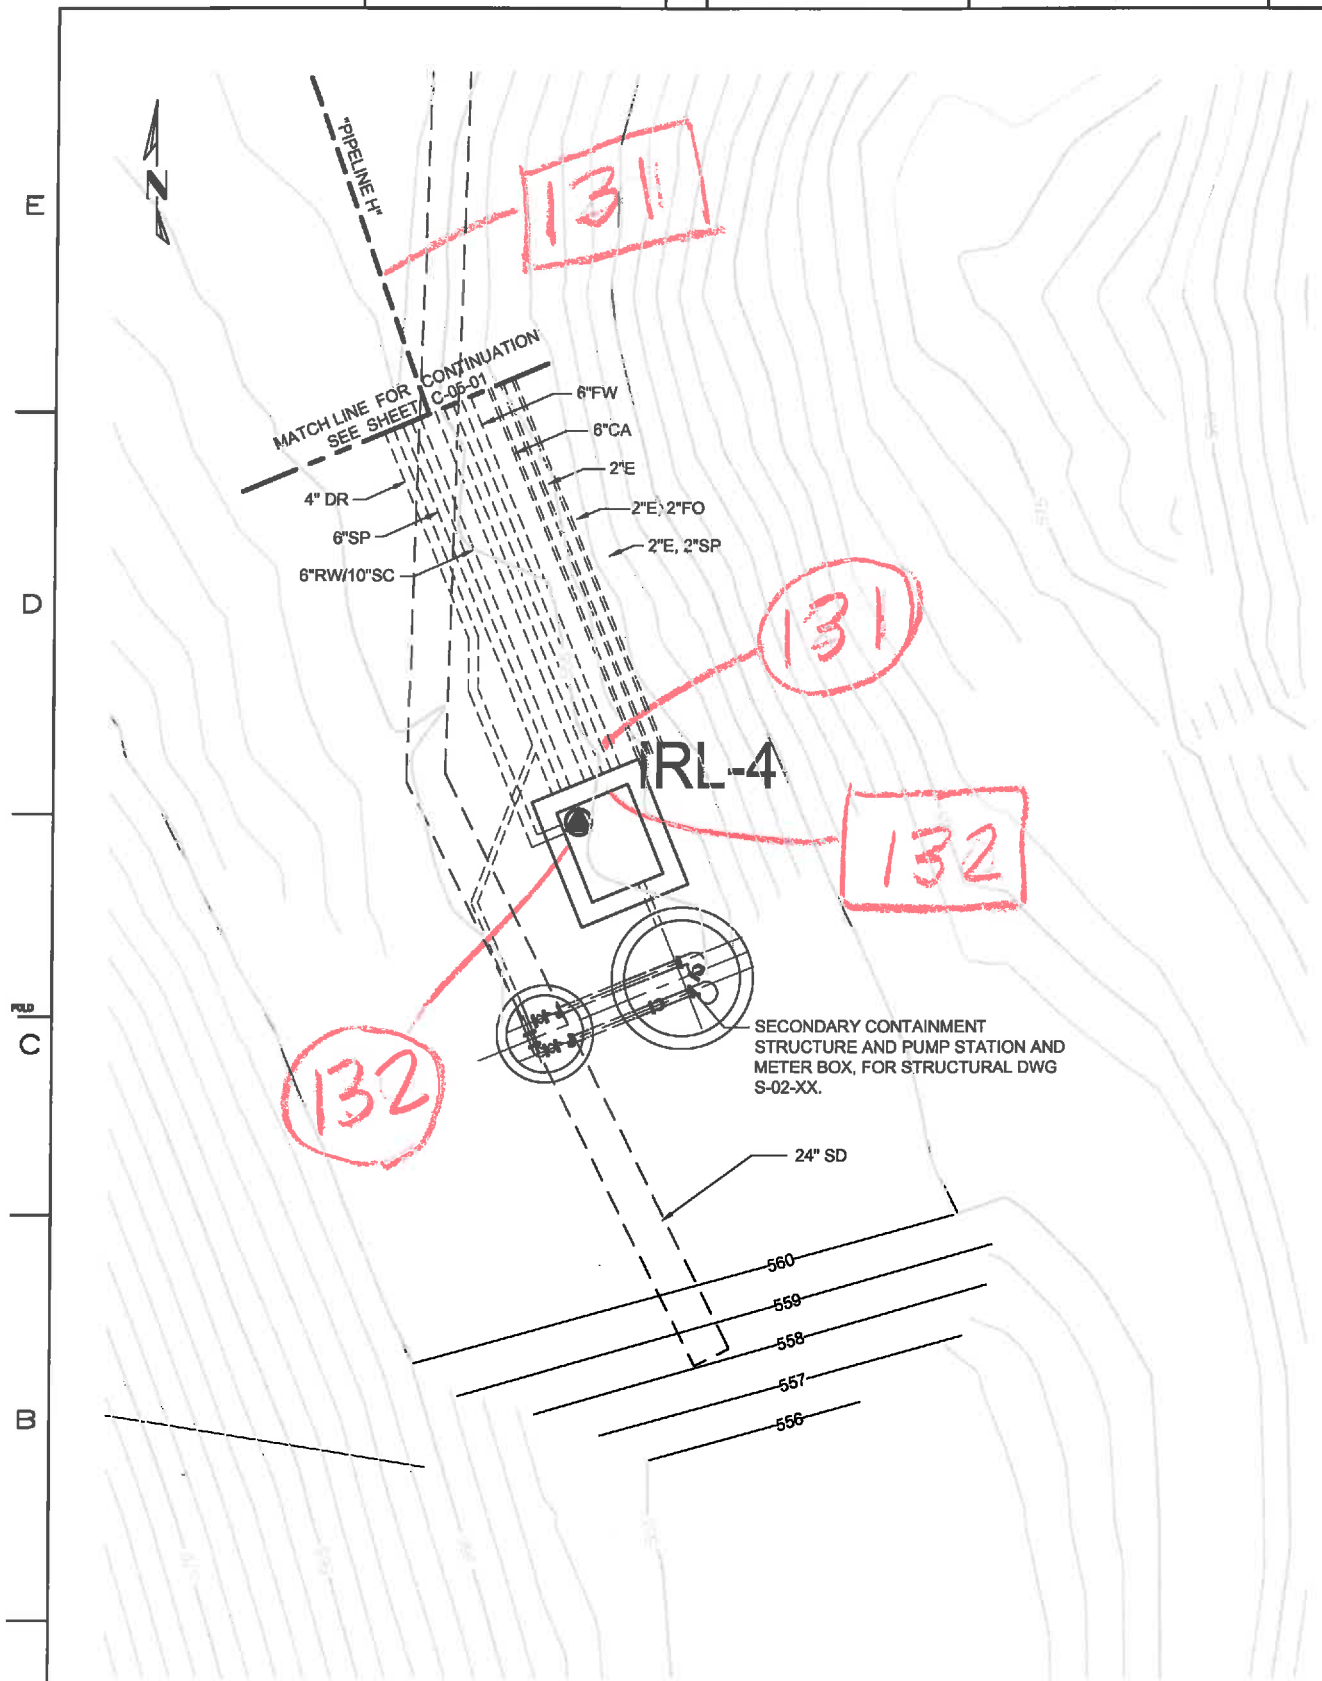 E
N
"PIPELINE H"
131
MATCH LINE FOR CONTINUATION
SEE SHEET C-05-01
6"FW
6"CA
2"E
4" DR
2"E, 2"FO
6"SP
2"E, 2"SP
6"RW/10"SC
D
131
IRL-4
132
FOLD
C
SECONDARY CONTAINMENT
STRUCTURE AND PUMP STATION AND
METER BOX, FOR STRUCTURAL DWG
S-02-XX.
132
24" SD
560
559
558
557
556
B